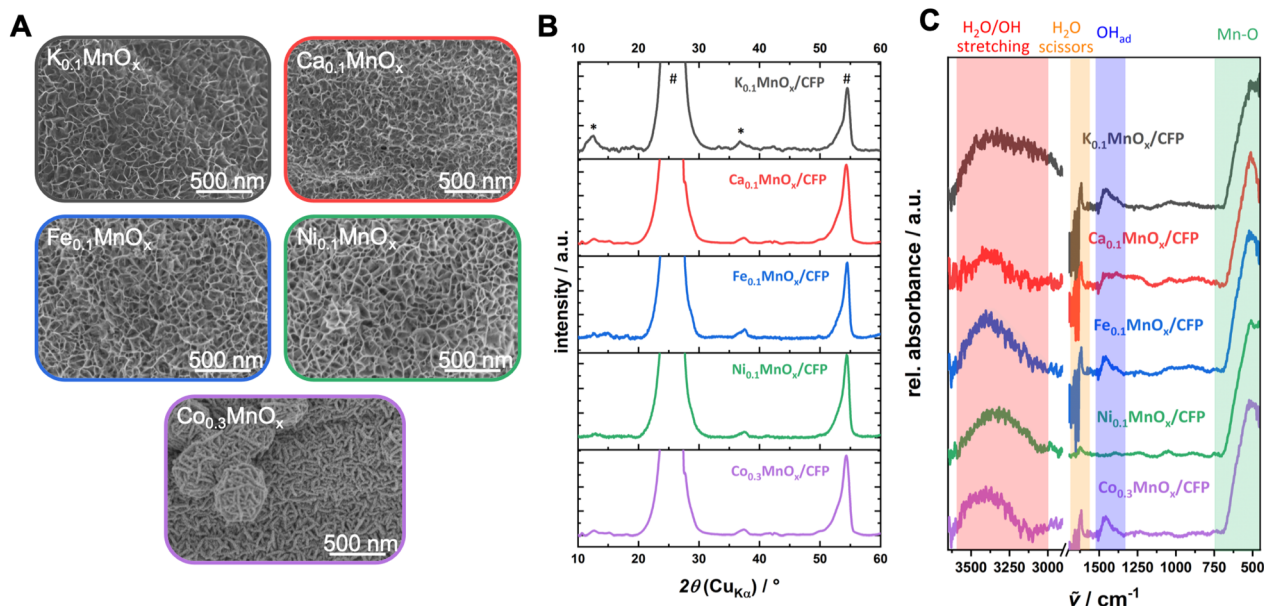 A
K₀.₁MnOₓ
500 nm
Ca₀.₁MnOₓ
500 nm
Fe₀.₁MnOₓ
500 nm
Ni₀.₁MnOₓ
500 nm
Co₀.₃MnOₓ
500 nm
B
10 20 30 40 50 60
#
#
K₀.₁MnOₓ/CFP
*
*
Ca₀.₁MnOₓ/CFP
Fe₀.₁MnOₓ/CFP
Ni₀.₁MnOₓ/CFP
Co₀.₃MnOₓ/CFP
intensity / a.u.
10 20 30 40 50 60
2θ (Cu_Kα) / °
C
H₂O/OH
stretching
H₂O
scissors
OH_ad
Mn-O
K₀.₁MnOₓ/CFP
Ca₀.₁MnOₓ/CFP
Fe₀.₁MnOₓ/CFP
Ni₀.₁MnOₓ/CFP
Co₀.₃MnOₓ/CFP
rel. absorbance / a.u.
3500 3250 3000 1500 1250 1000 750 500
ṽ / cm⁻¹